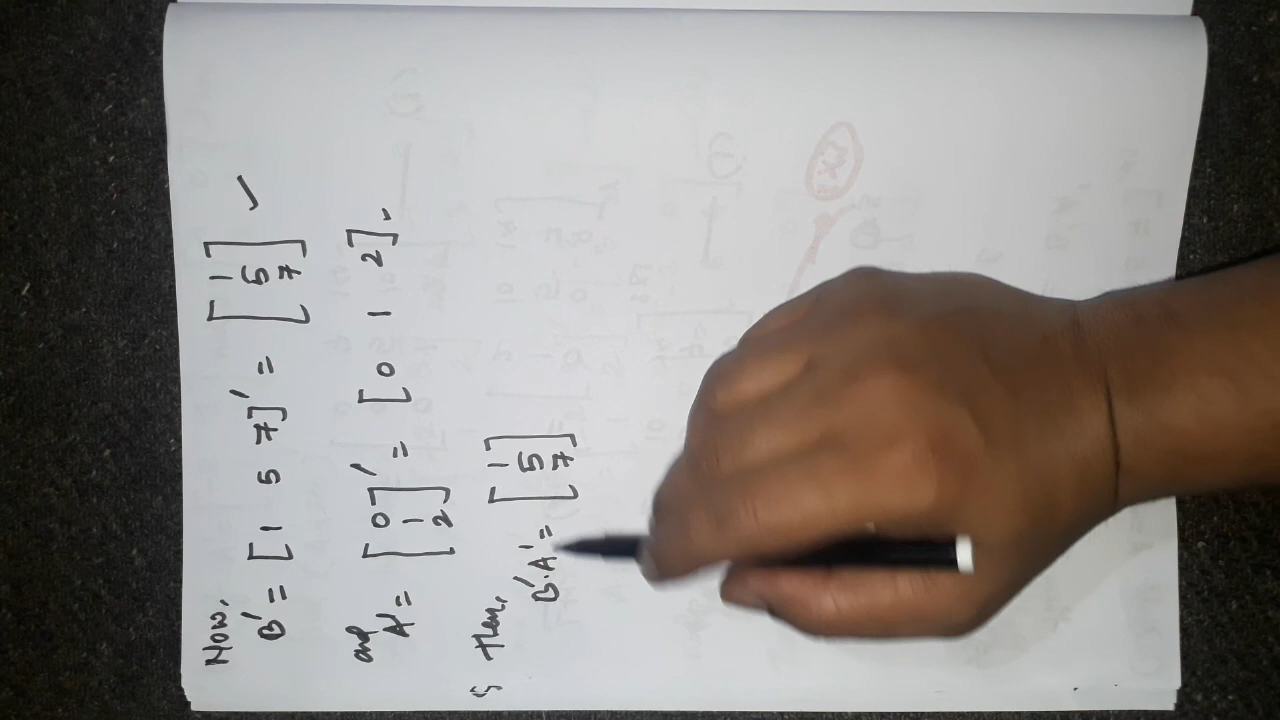 Now,
B' = [1 5 7]' = [1 5 7] ✓
and
A' = [0 1 2]' = [0 1 2].
then,
B'.A' = [1 5 7]